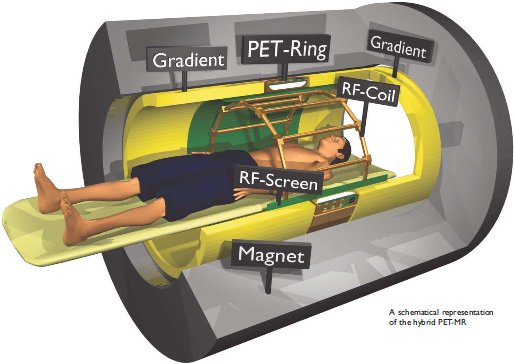 Gradient
PET-Ring
Gradient
RF-Coil
RF-Screen
Magnet
A schematical representation
of the hybrid PET-MR